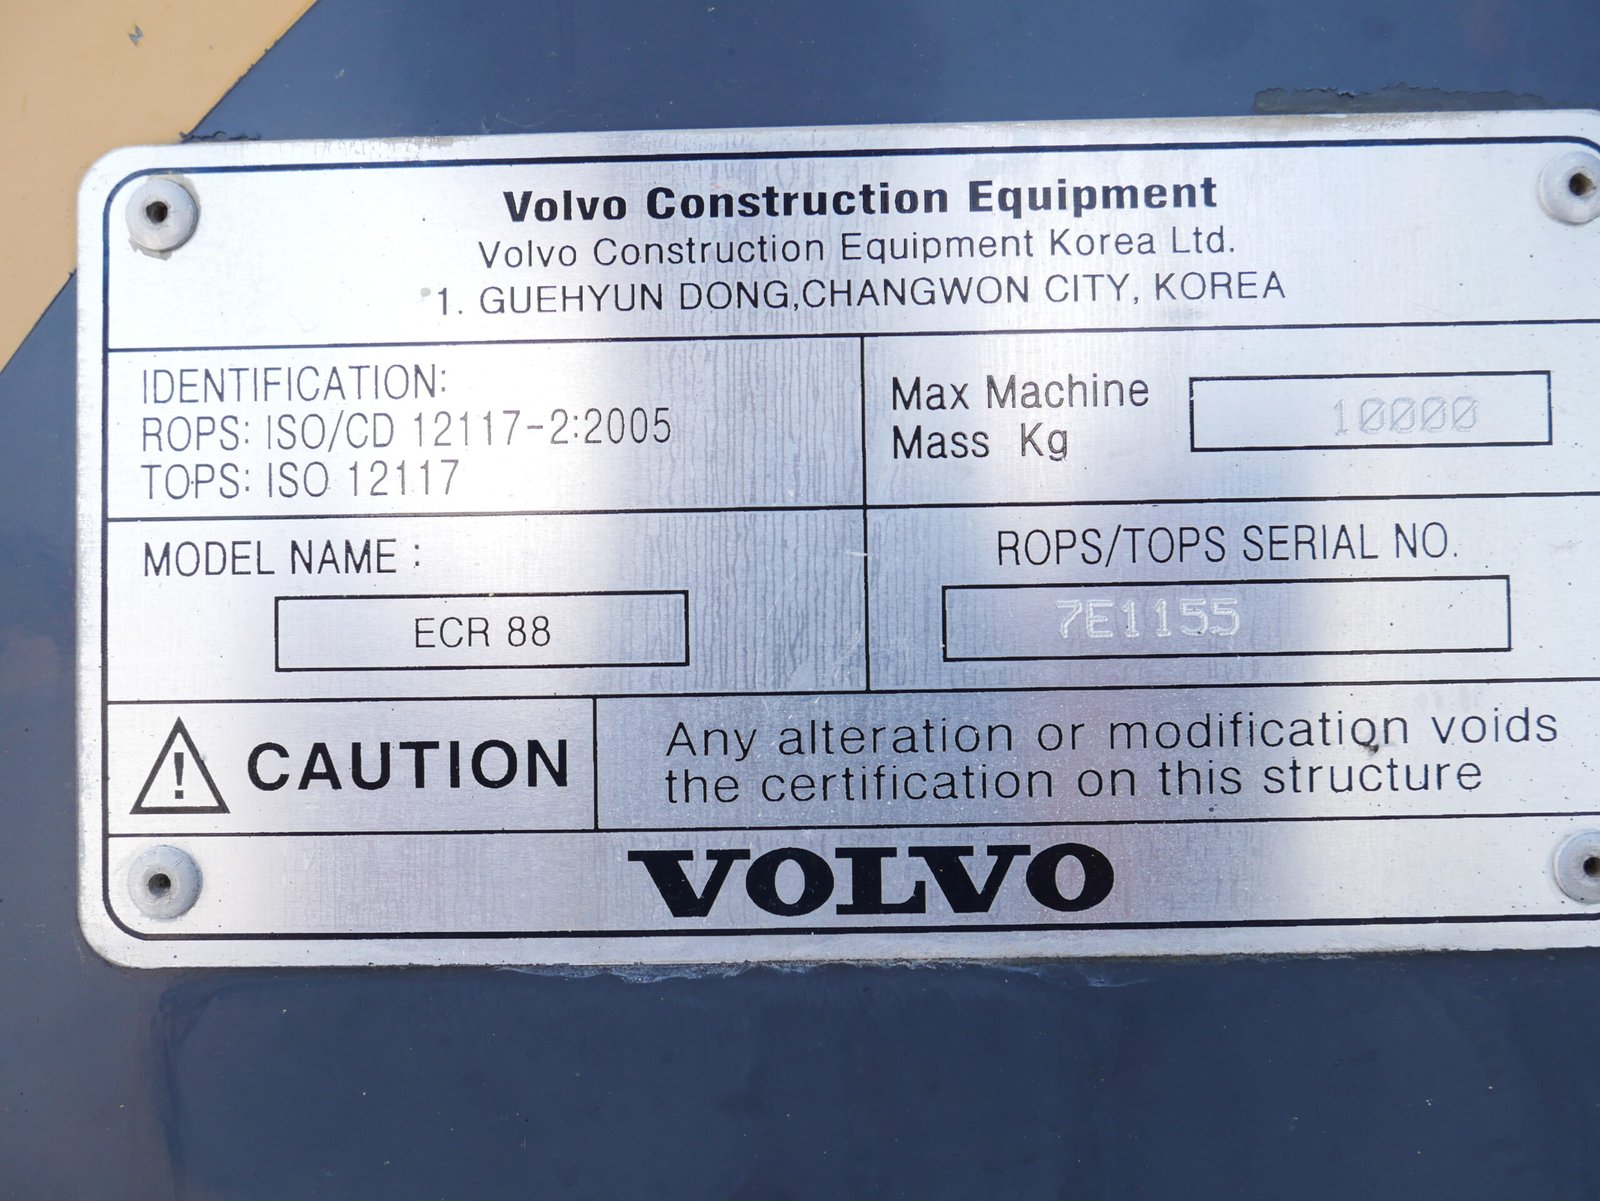 Volvo Construction Equipment
Volvo Construction Equipment Korea Ltd.
1. GUEHYUN DONG,CHANGWON CITY, KOREA
IDENTIFICATION:
ROPS: ISO/CD 12117-2:2005
TOPS: ISO 12117
Max Machine
Mass Kg
10000
MODEL NAME :
ECR 88
ROPS/TOPS SERIAL NO.
7E1155
CAUTION
Any alteration or modification voids
the certification on this structure
VOLVO